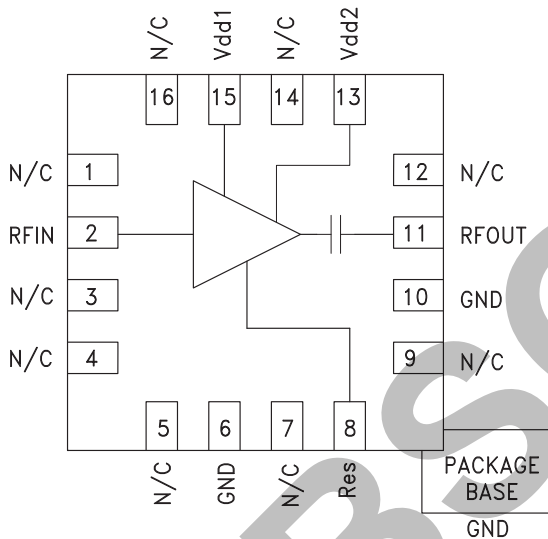 N/C
Vdd1
N/C
Vdd2
16
15
14
13
N/C
1
12
N/C
RFIN
2
11
RFOUT
N/C
3
10
GND
N/C
4
9
N/C
5
6
7
8
N/C
GND
N/C
Res
PACKAGE
BASE
GND